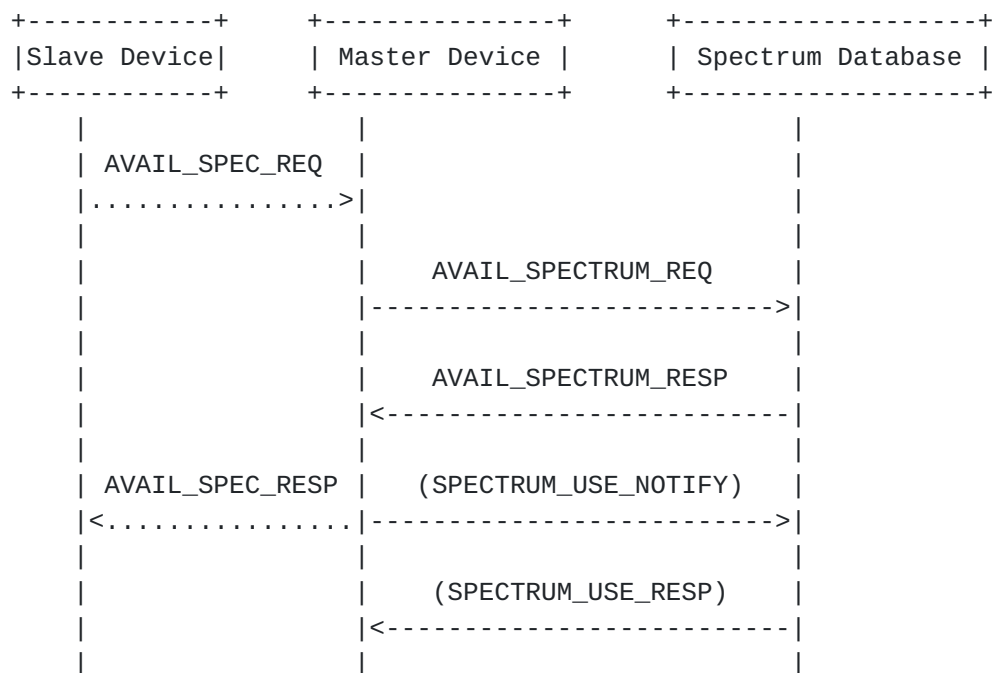 Slave Device Master Device Spectrum Database
AVAIL_SPEC_REQ
AVAIL_SPECTRUM_REQ
AVAIL_SPECTRUM_RESP
AVAIL_SPEC_RESP (SPECTRUM_USE_NOTIFY)
(SPECTRUM_USE_RESP)